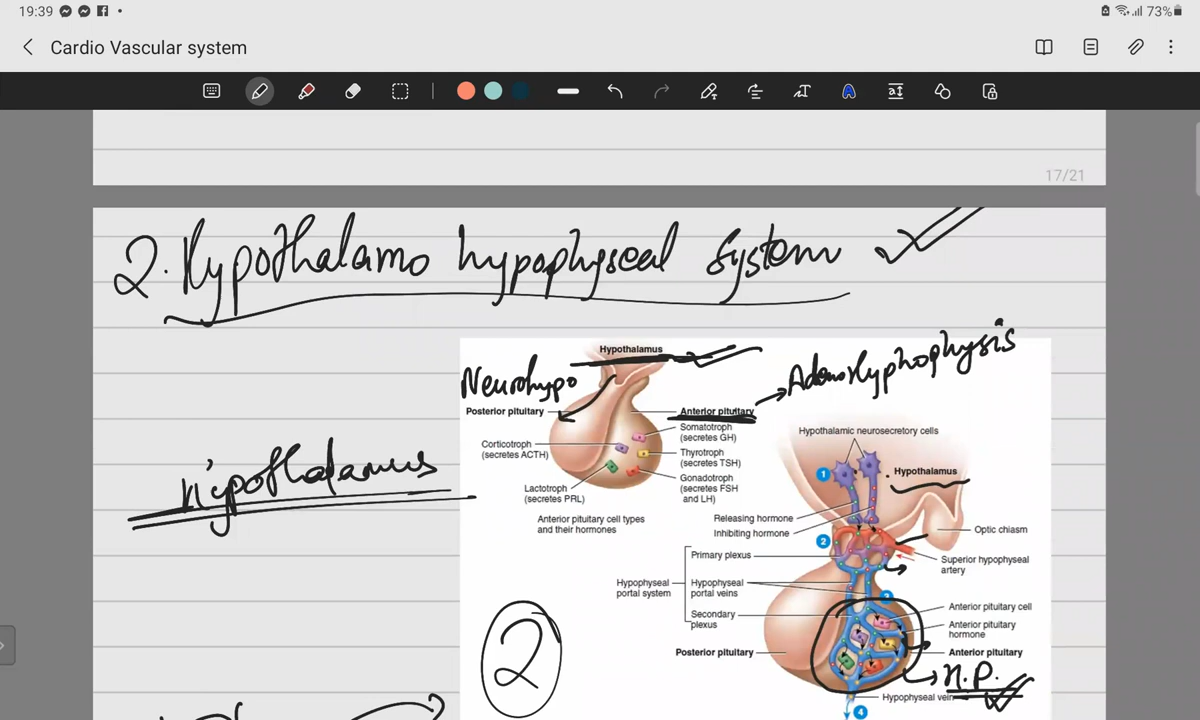 19:39
73%
Cardio Vascular system
17/21
2. Hypothalamo hypophyseal System
Hypothalamus
Neurohypo
Adenohyphophysis
Posterior pituitary
Anterior pituitary
Somatotroph
(secretes GH)
Corticotroph
(secretes ACTH)
Thyrotroph
(secretes TSH)
Gonadotroph
(secretes FSH
and LH)
Lactotroph
(secretes PRL)
Anterior pituitary cell types
and their hormones
Hypothalamus
Hypothalamic neurosecretory cells
1
Hypothalamus
Releasing hormone
Inhibiting hormone
Optic chiasm
2
Primary plexus
Superior hypophyseal
artery
Hypophyseal
portal system
Hypophyseal
portal veins
Secondary
plexus
Anterior pituitary cell
Anterior pituitary
hormone
Posterior pituitary
Anterior pituitary
2
H.P.
Hypophyseal vein
4